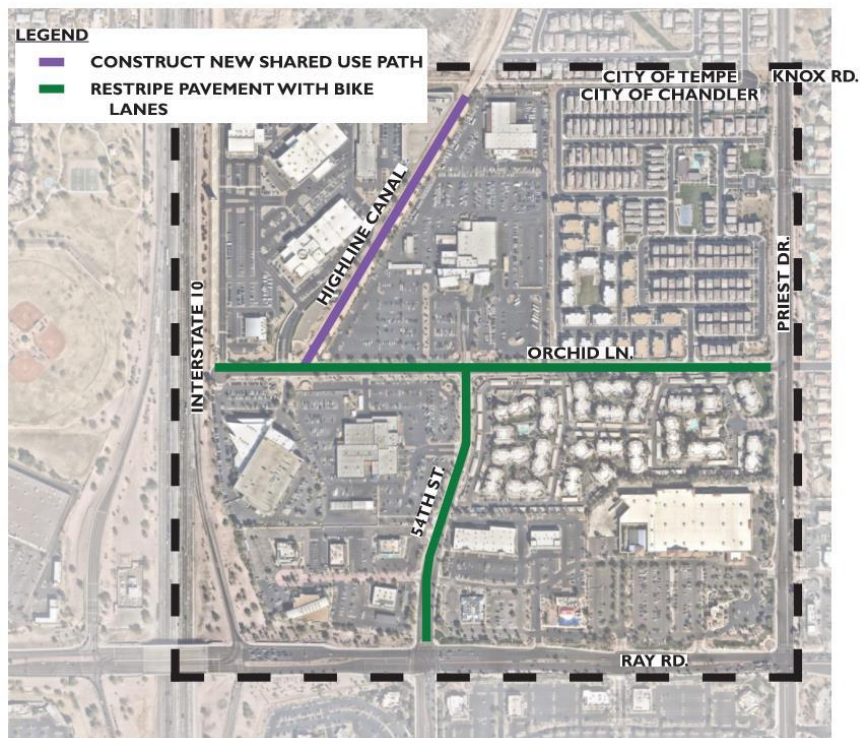 LEGEND
CONSTRUCT NEW SHARED USE PATH
RESTRIPE PAVEMENT WITH BIKE
LANES
CITY OF TEMPE
KNOX RD.
CITY OF CHANDLER
HIGHLINE CANAL
PRIEST DR.
INTERSTATE 10
ORCHID LN.
54TH ST.
RAY RD.